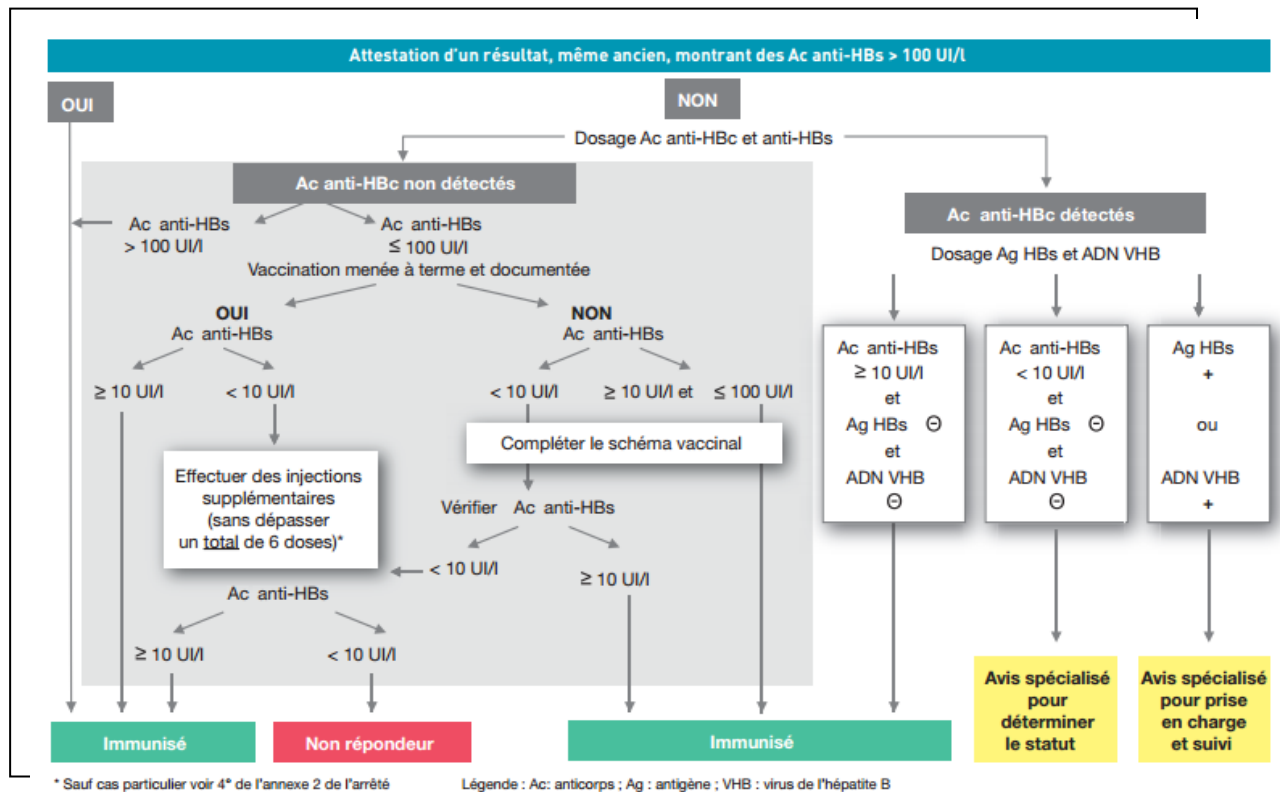 Attestation d'un résultat, même ancien, montrant des Ac anti-HBs > 100 UI/l
OUI
NON
Dosage Ac anti-HBc et anti-HBs
Ac anti-HBc non détectés
Ac anti-HBs
> 100 UI/l
Ac anti-HBs
≤ 100 UI/l
Vaccination menée à terme et documentée
OUI
Ac anti-HBs
≥ 10 UI/l
< 10 UI/l
Effectuer des injections
supplémentaires
(sans dépasser
un total de 6 doses)*
Ac anti-HBs
≥ 10 UI/l
< 10 UI/l
NON
Ac anti-HBs
< 10 UI/l
≥ 10 UI/l et
≤ 100 UI/l
Compléter le schéma vaccinal
Vérifier Ac anti-HBs
< 10 UI/l
≥ 10 UI/l
Ac anti-HBc détectés
Dosage Ag HBs et ADN VHB
Ac anti-HBs
≥ 10 UI/l
et
Ag HBs ⊖
et
ADN VHB
⊖
Ac anti-HBs
< 10 UI/l
et
Ag HBs ⊖
et
ADN VHB
⊖
Ag HBs
+
ou
ADN VHB
+
Immunisé
Non répondeur
Immunisé
Avis spécialisé
pour
déterminer
le statut
Avis spécialisé
pour prise
en charge
et suivi
* Sauf cas particulier voir 4° de l'annexe 2 de l'arrêté
Légende : Ac: anticorps ; Ag : antigène ; VHB : virus de l'hépatite B